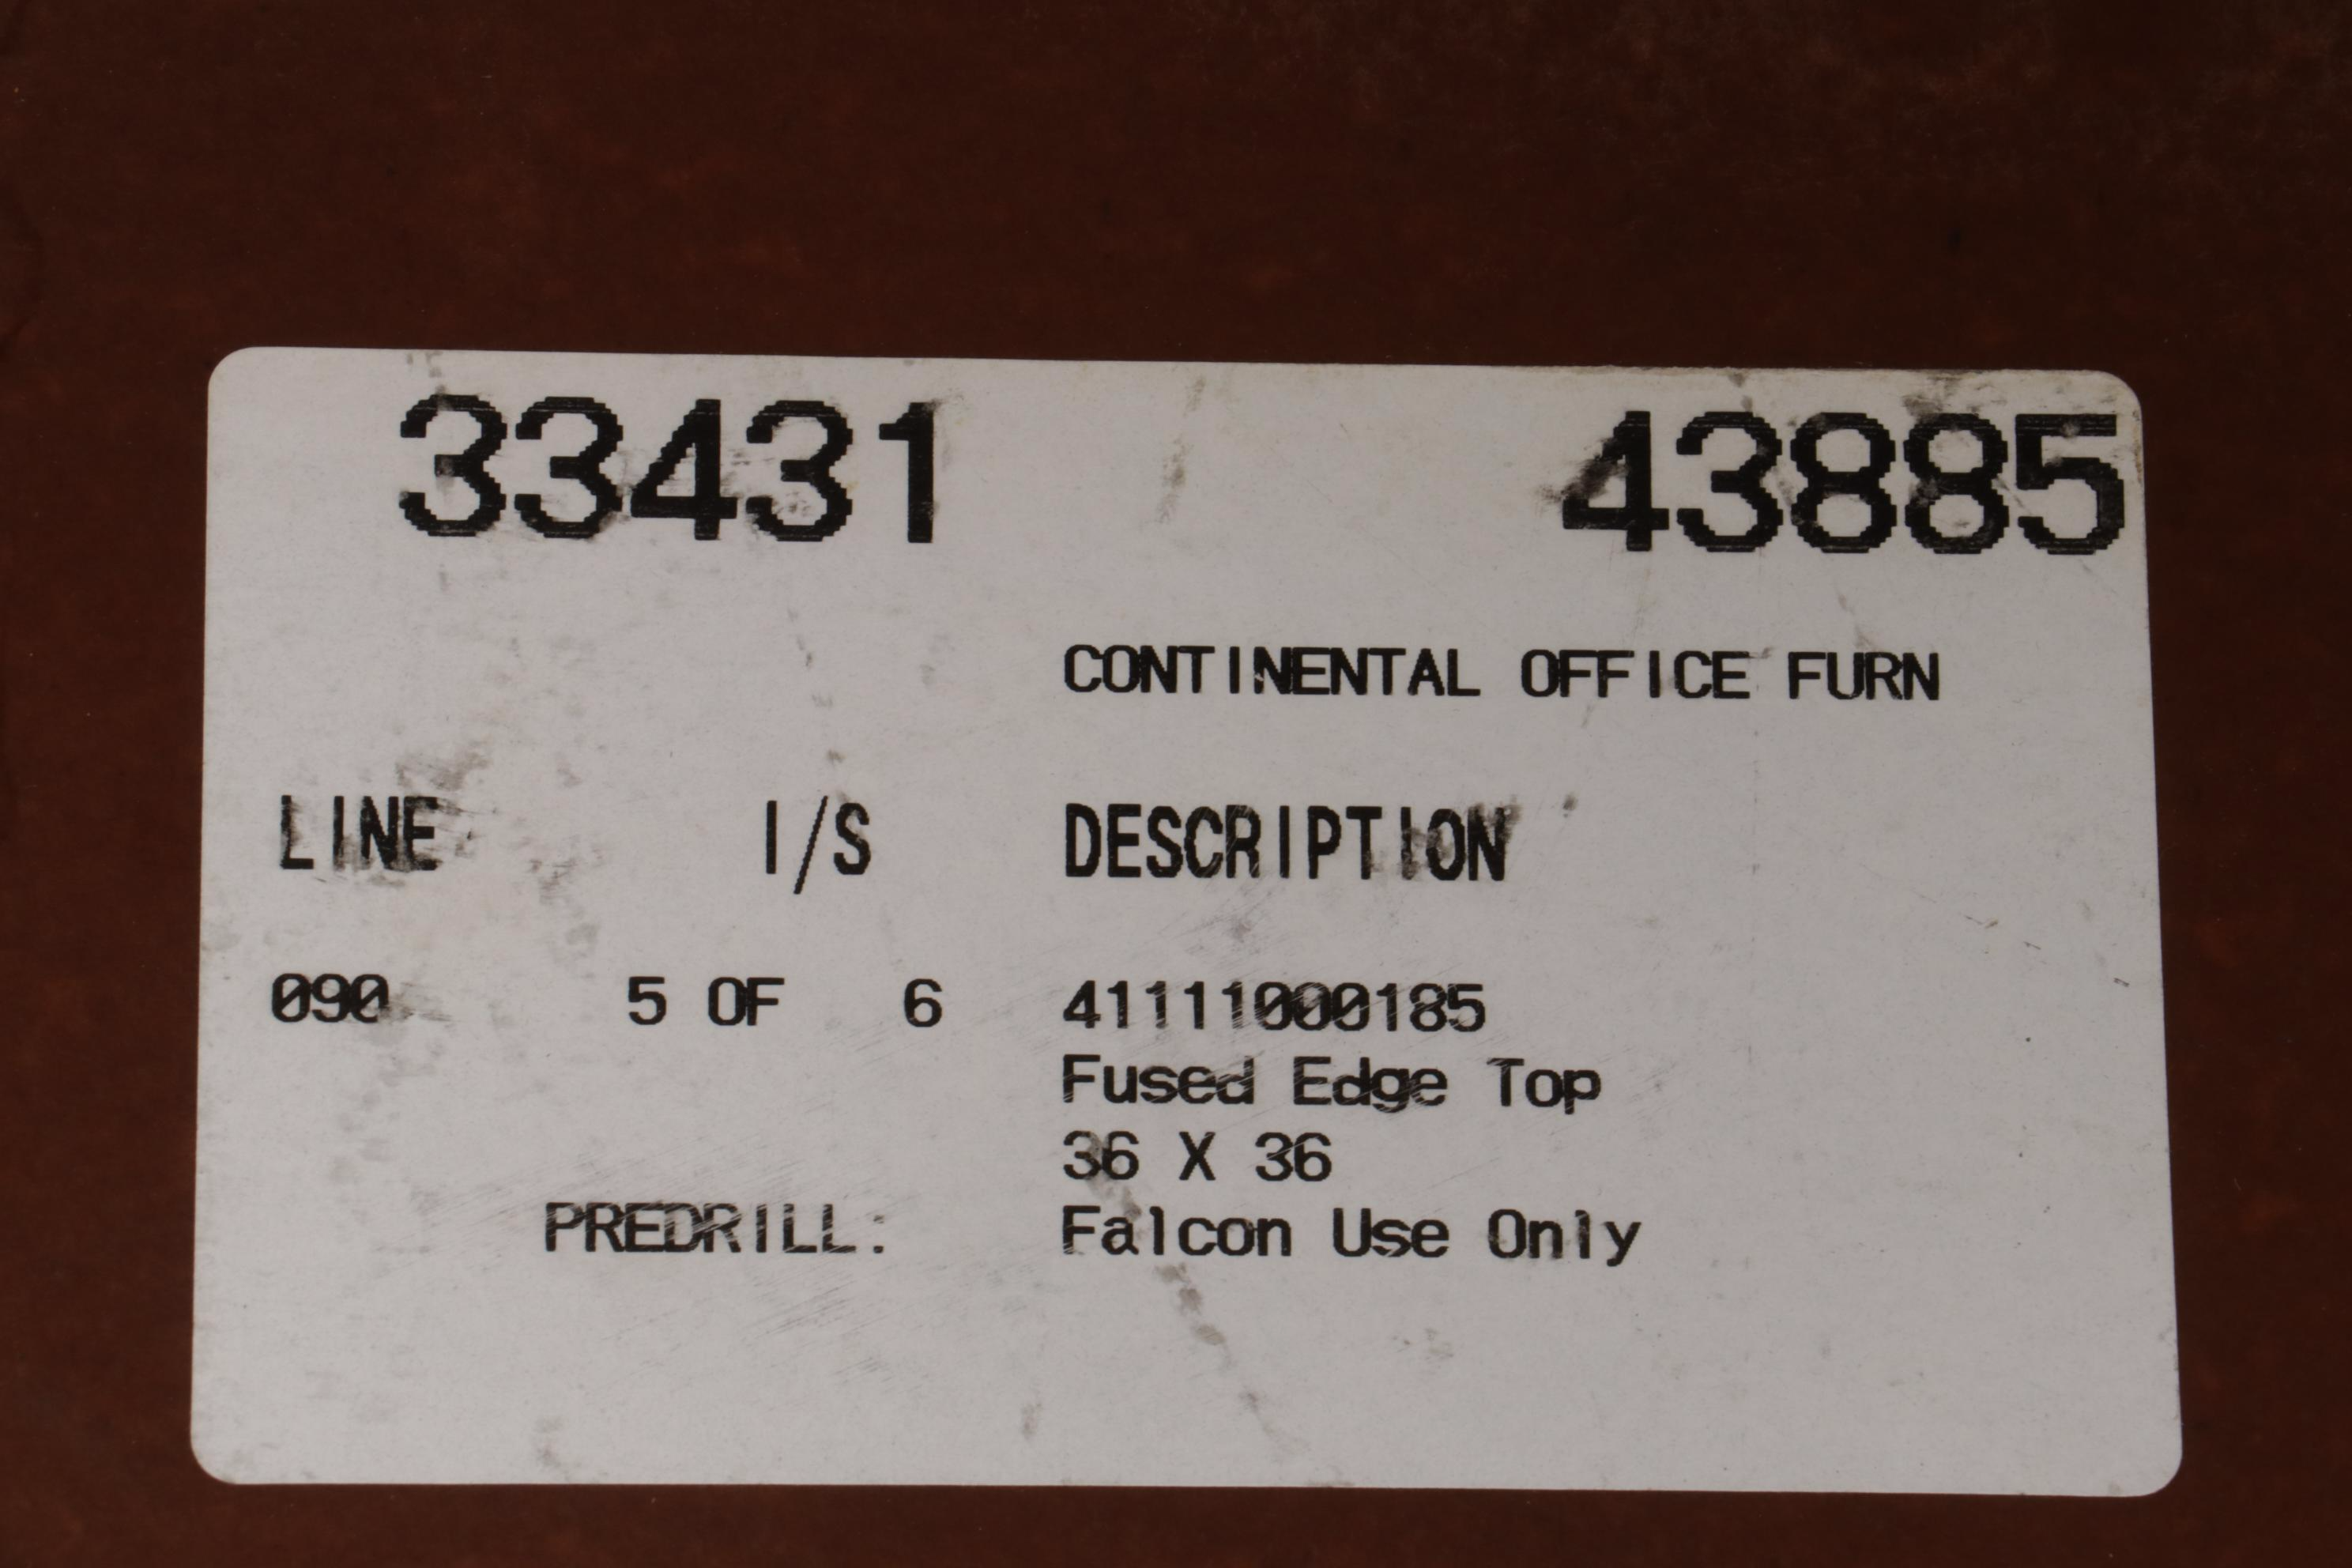 33431 43885
CONTINENTAL OFFICE FURN
LINE I/S DESCRIPTION
090 5 OF 6 41111000185
Fused Edge Top
36 X 36
PREDRILL: Falcon Use Only